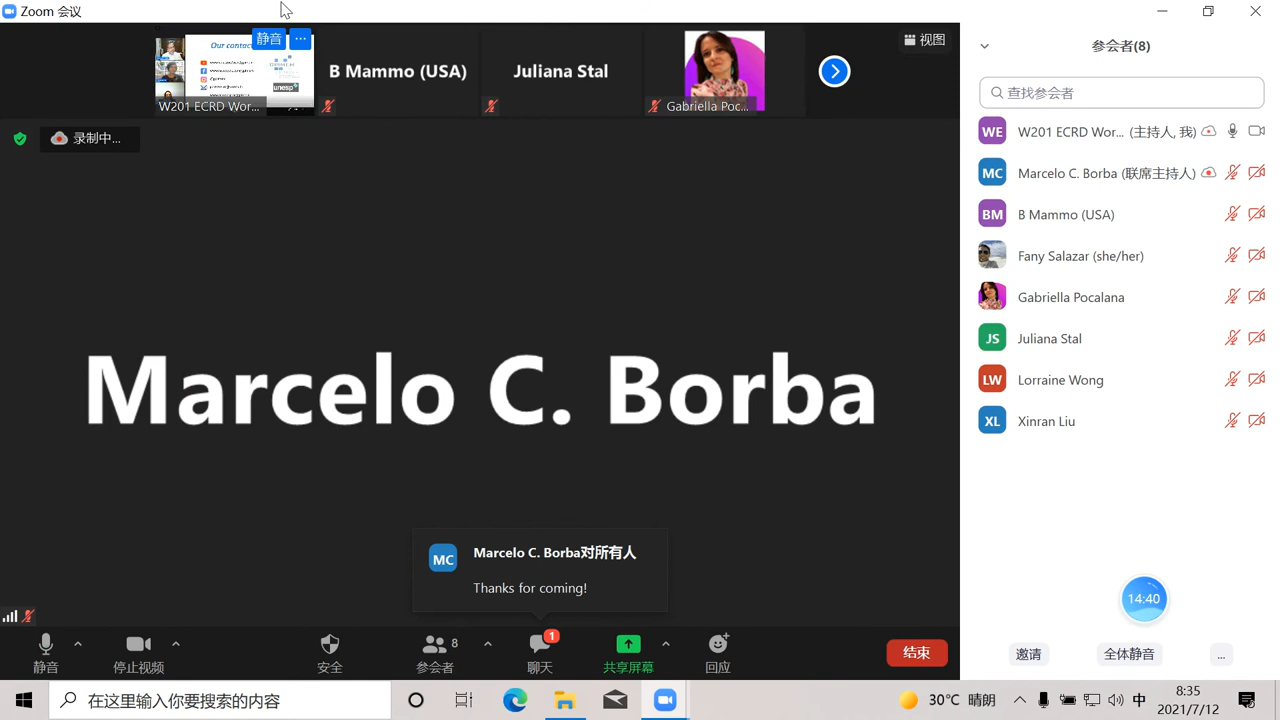 Zoom 会议
Our contac
静音
...
unesp
W201 ECRD Wor...
B Mammo (USA)
Juliana Stal
Gabriella Poc...
视图
录制中...
Marcelo C. Borba
MC
Marcelo C. Borba对所有人
Thanks for coming!
静音
停止视频
安全
8
参会者
1
聊天
共享屏幕
回应
结束
参会者(8)
查找参会者
WE W201 ECRD Wor... (主持人, 我)
MC Marcelo C. Borba (联席主持人)
BM B Mammo (USA)
Fany Salazar (she/her)
Gabriella Pocalana
JS Juliana Stal
LW Lorraine Wong
XL Xinran Liu
14:40
邀请
全体静音
...
在这里输入你要搜索的内容
30°C 晴朗
中
8:35
2021/7/12